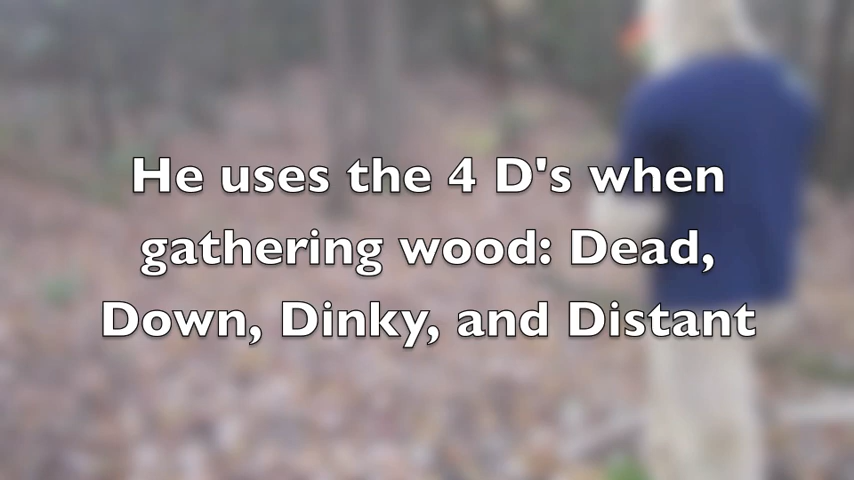 He uses the 4 D's when
gathering wood: Dead,
Down, Dinky, and Distant